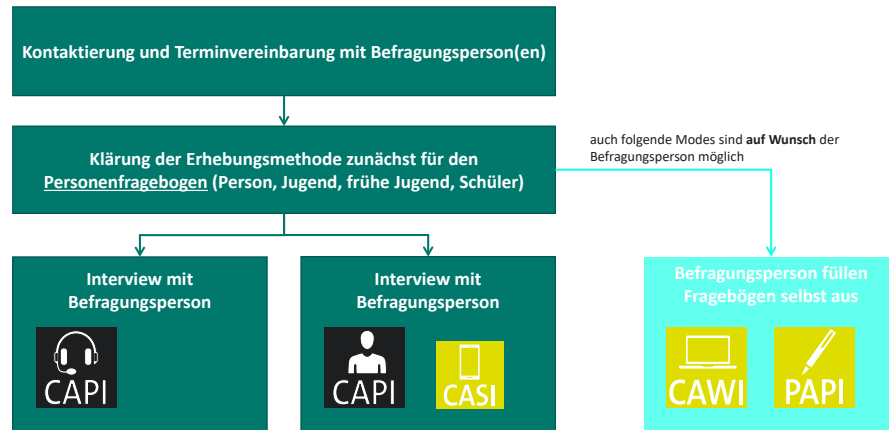 Kontaktierung und Terminvereinbarung mit Befragungsperson(en)
Klärung der Erhebungsmethode zunächst für den
Personenfragebogen (Person, Jugend, frühe Jugend, Schüler)
auch folgende Modes sind auf Wunsch der
Befragungsperson möglich
Interview mit
Befragungsperson
CAPI
Interview mit
Befragungsperson
CAPI
CASI
Befragungsperson füllen
Fragebögen selbst aus
CAWI
PAPI